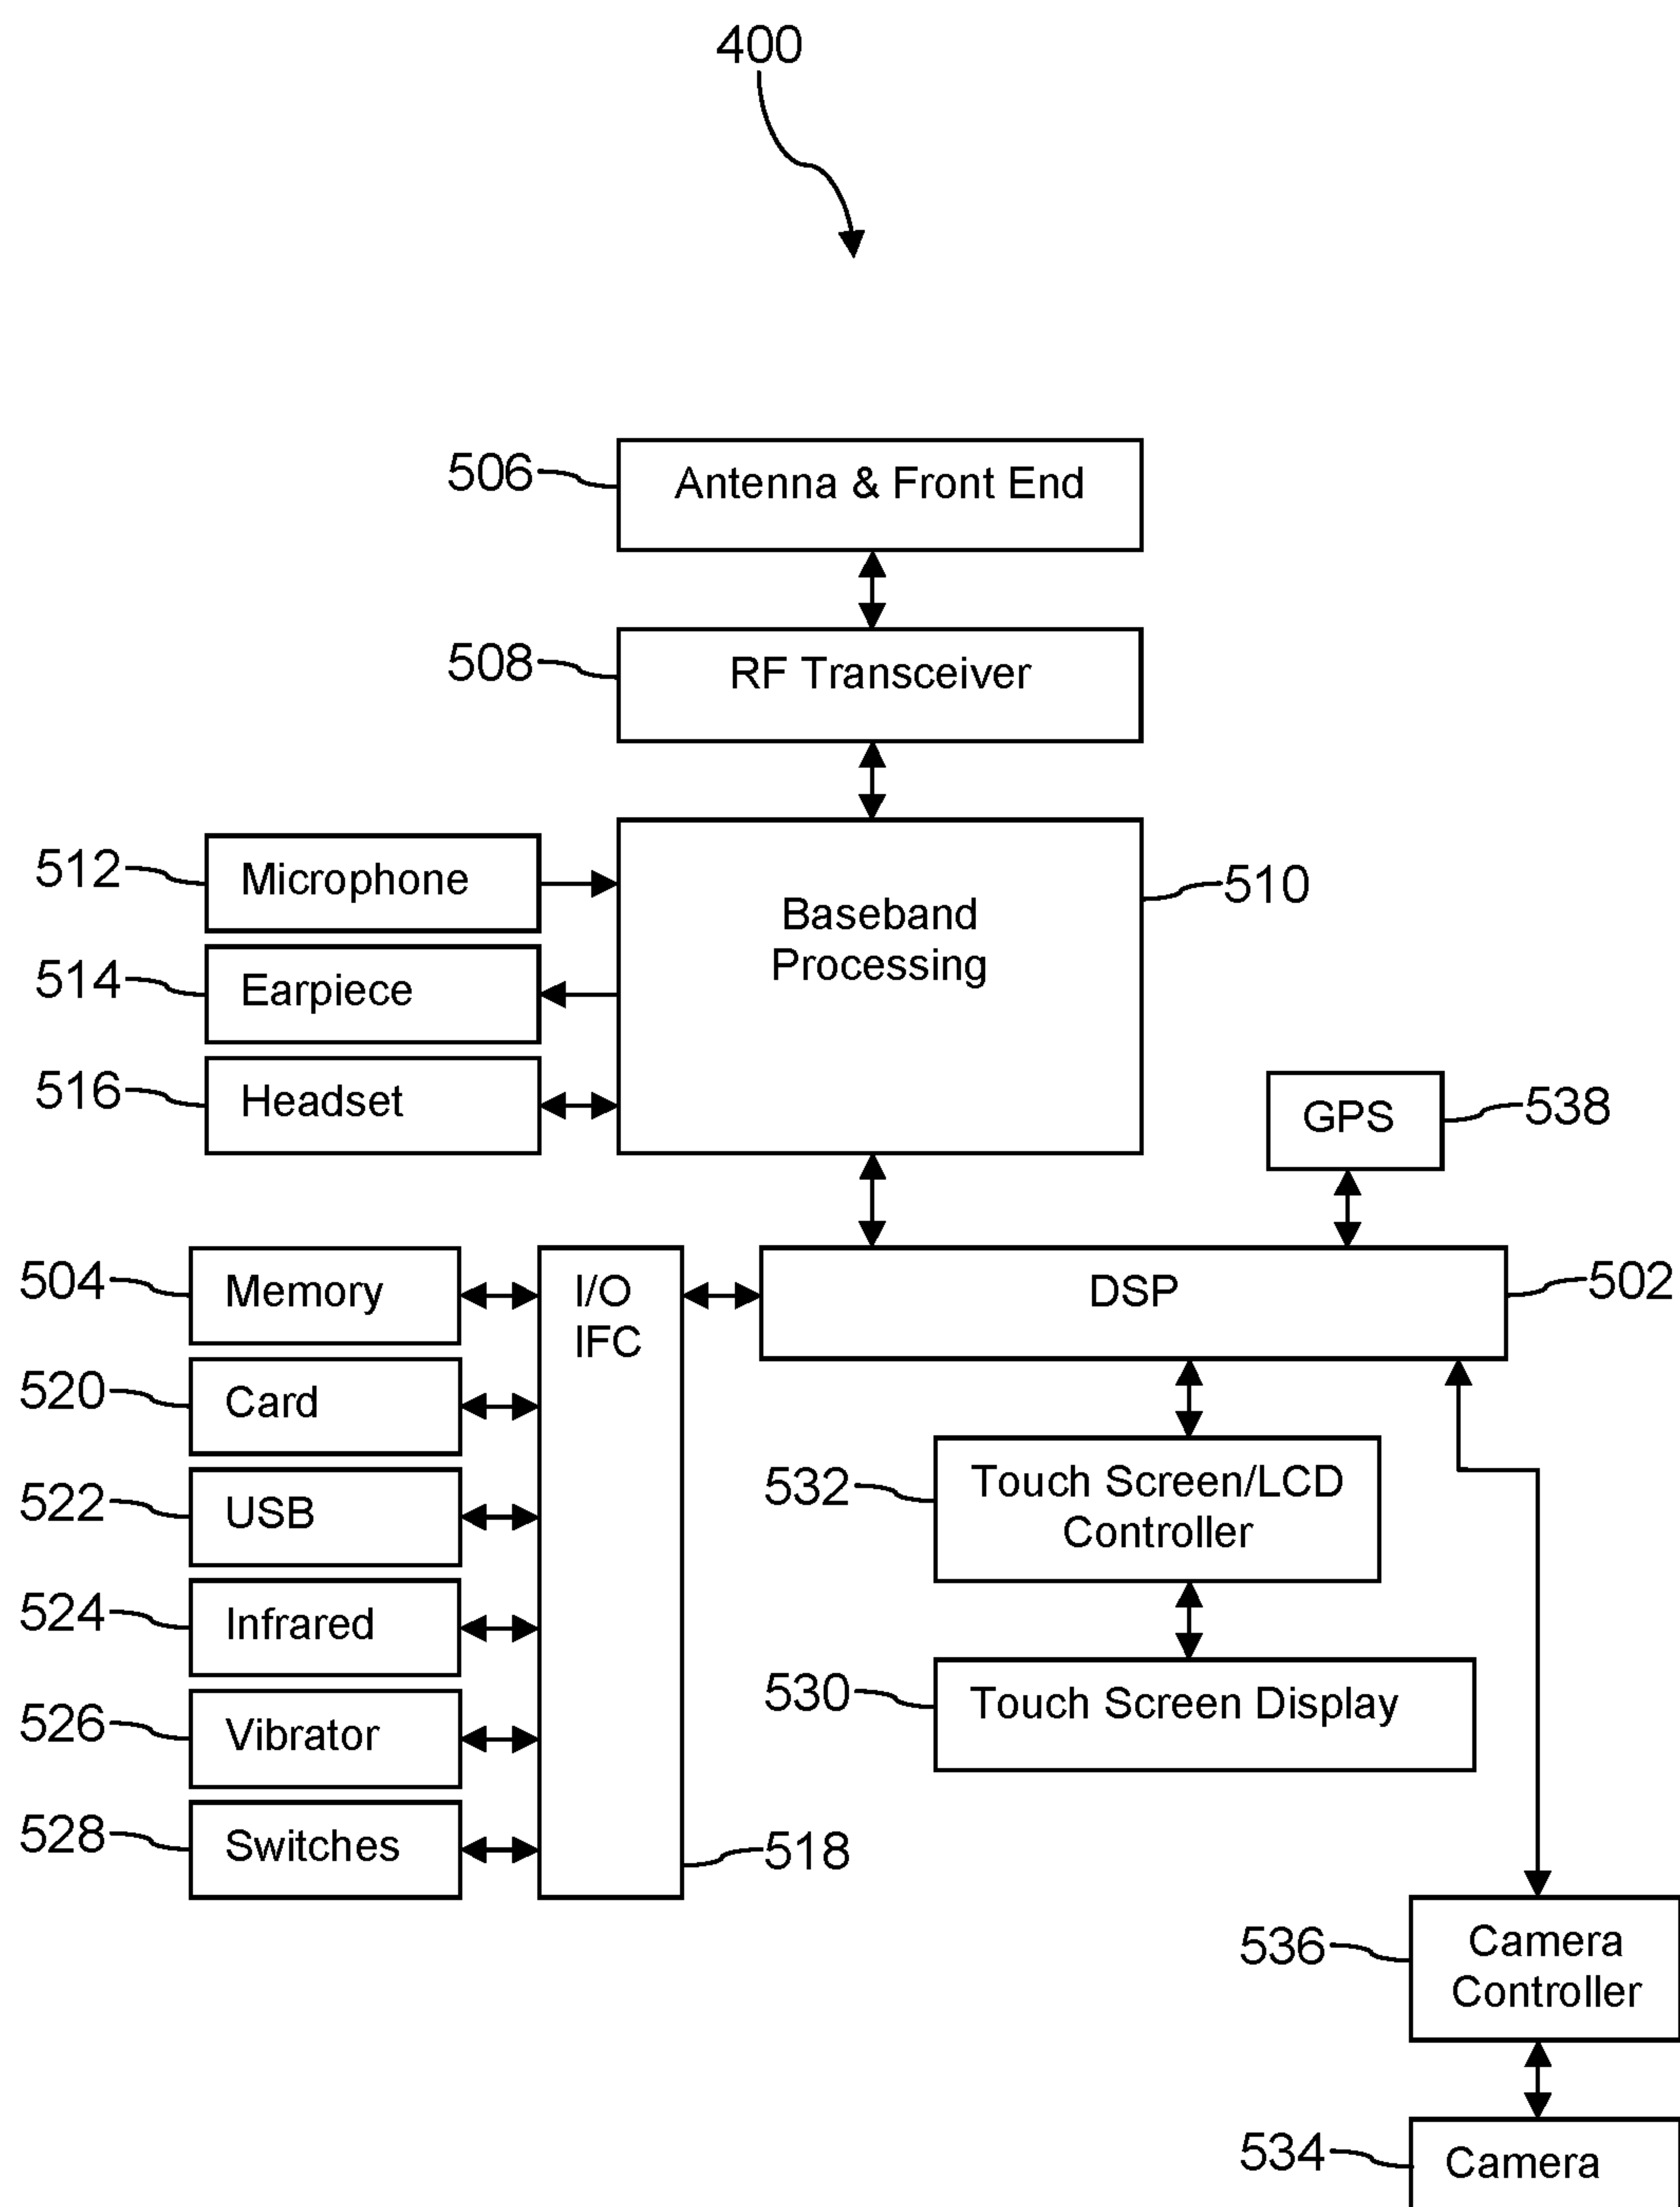 400
506
Antenna & Front End
508
RF Transceiver
512
Microphone
Baseband
Processing
510
514
Earpiece
516
Headset
GPS
538
504
Memory
I/O
IFC
DSP
502
520
Card
522
USB
532
Touch Screen/LCD
Controller
524
Infrared
526
Vibrator
530
Touch Screen Display
528
Switches
518
536
Camera
Controller
534
Camera